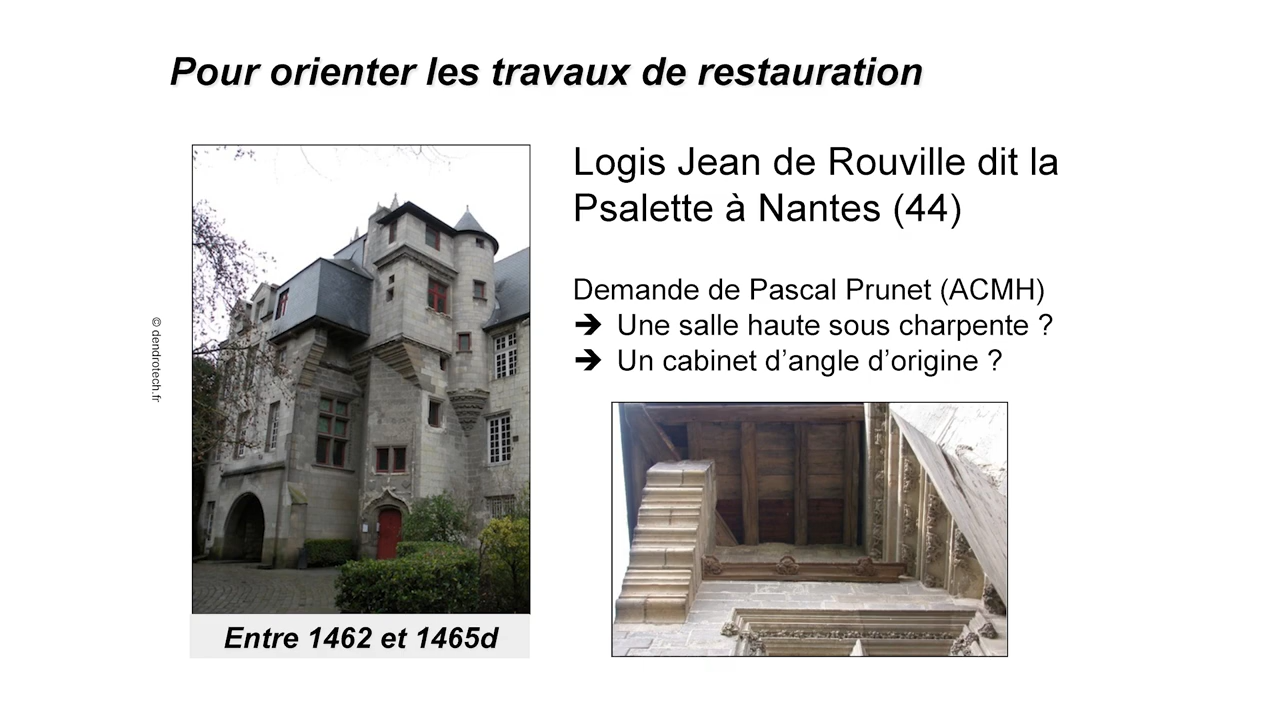 Pour orienter les travaux de restauration
Logis Jean de Rouville dit la
Psalette à Nantes (44)
Demande de Pascal Prunet (ACMH)
➔ Une salle haute sous charpente ?
➔ Un cabinet d’angle d’origine ?
© dendrotech.fr
Entre 1462 et 1465d